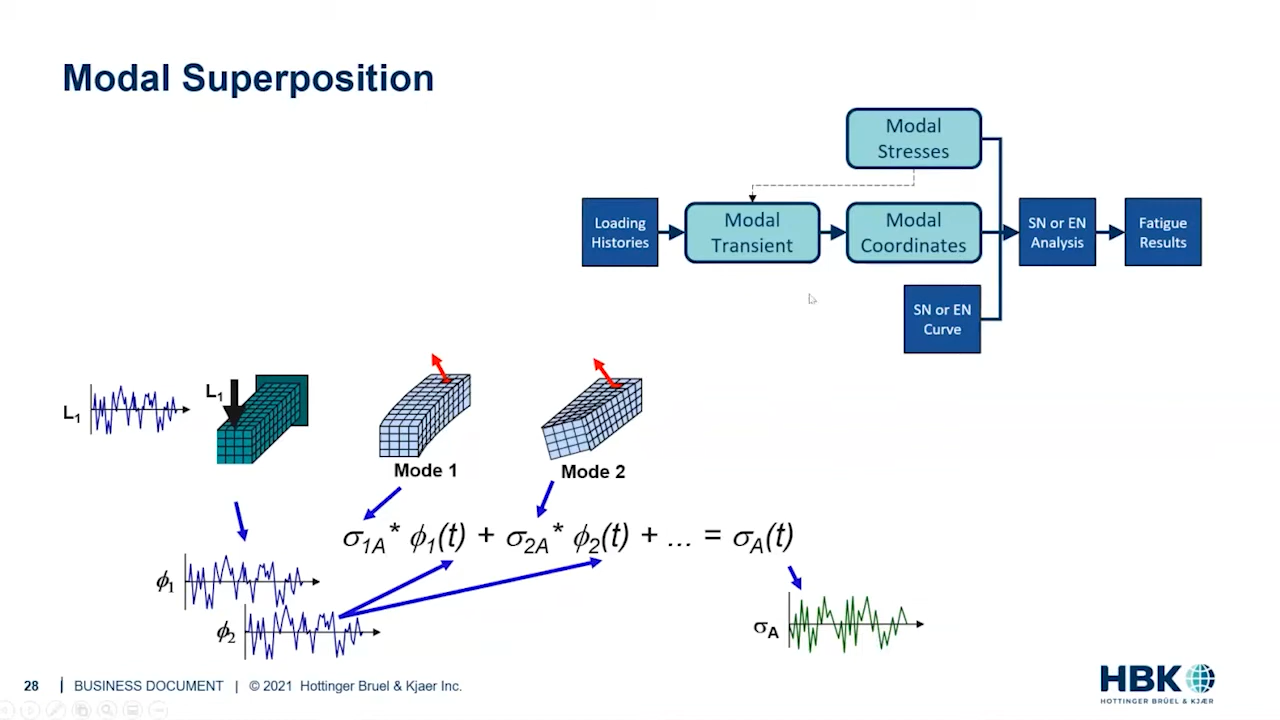 Modal Superposition
Modal
Stresses
Loading
Histories
Modal
Transient
Modal
Coordinates
SN or EN
Analysis
Fatigue
Results
SN or EN
Curve
L1
L1
Mode 1
Mode 2
σ1A* ϕ1(t) + σ2A* ϕ2(t) + ... = σA(t)
ϕ1
ϕ2
σA
28 | BUSINESS DOCUMENT | © 2021 Hottinger Bruel & Kjaer Inc.
HBK
HOTTINGER BRÜEL & KJÆR